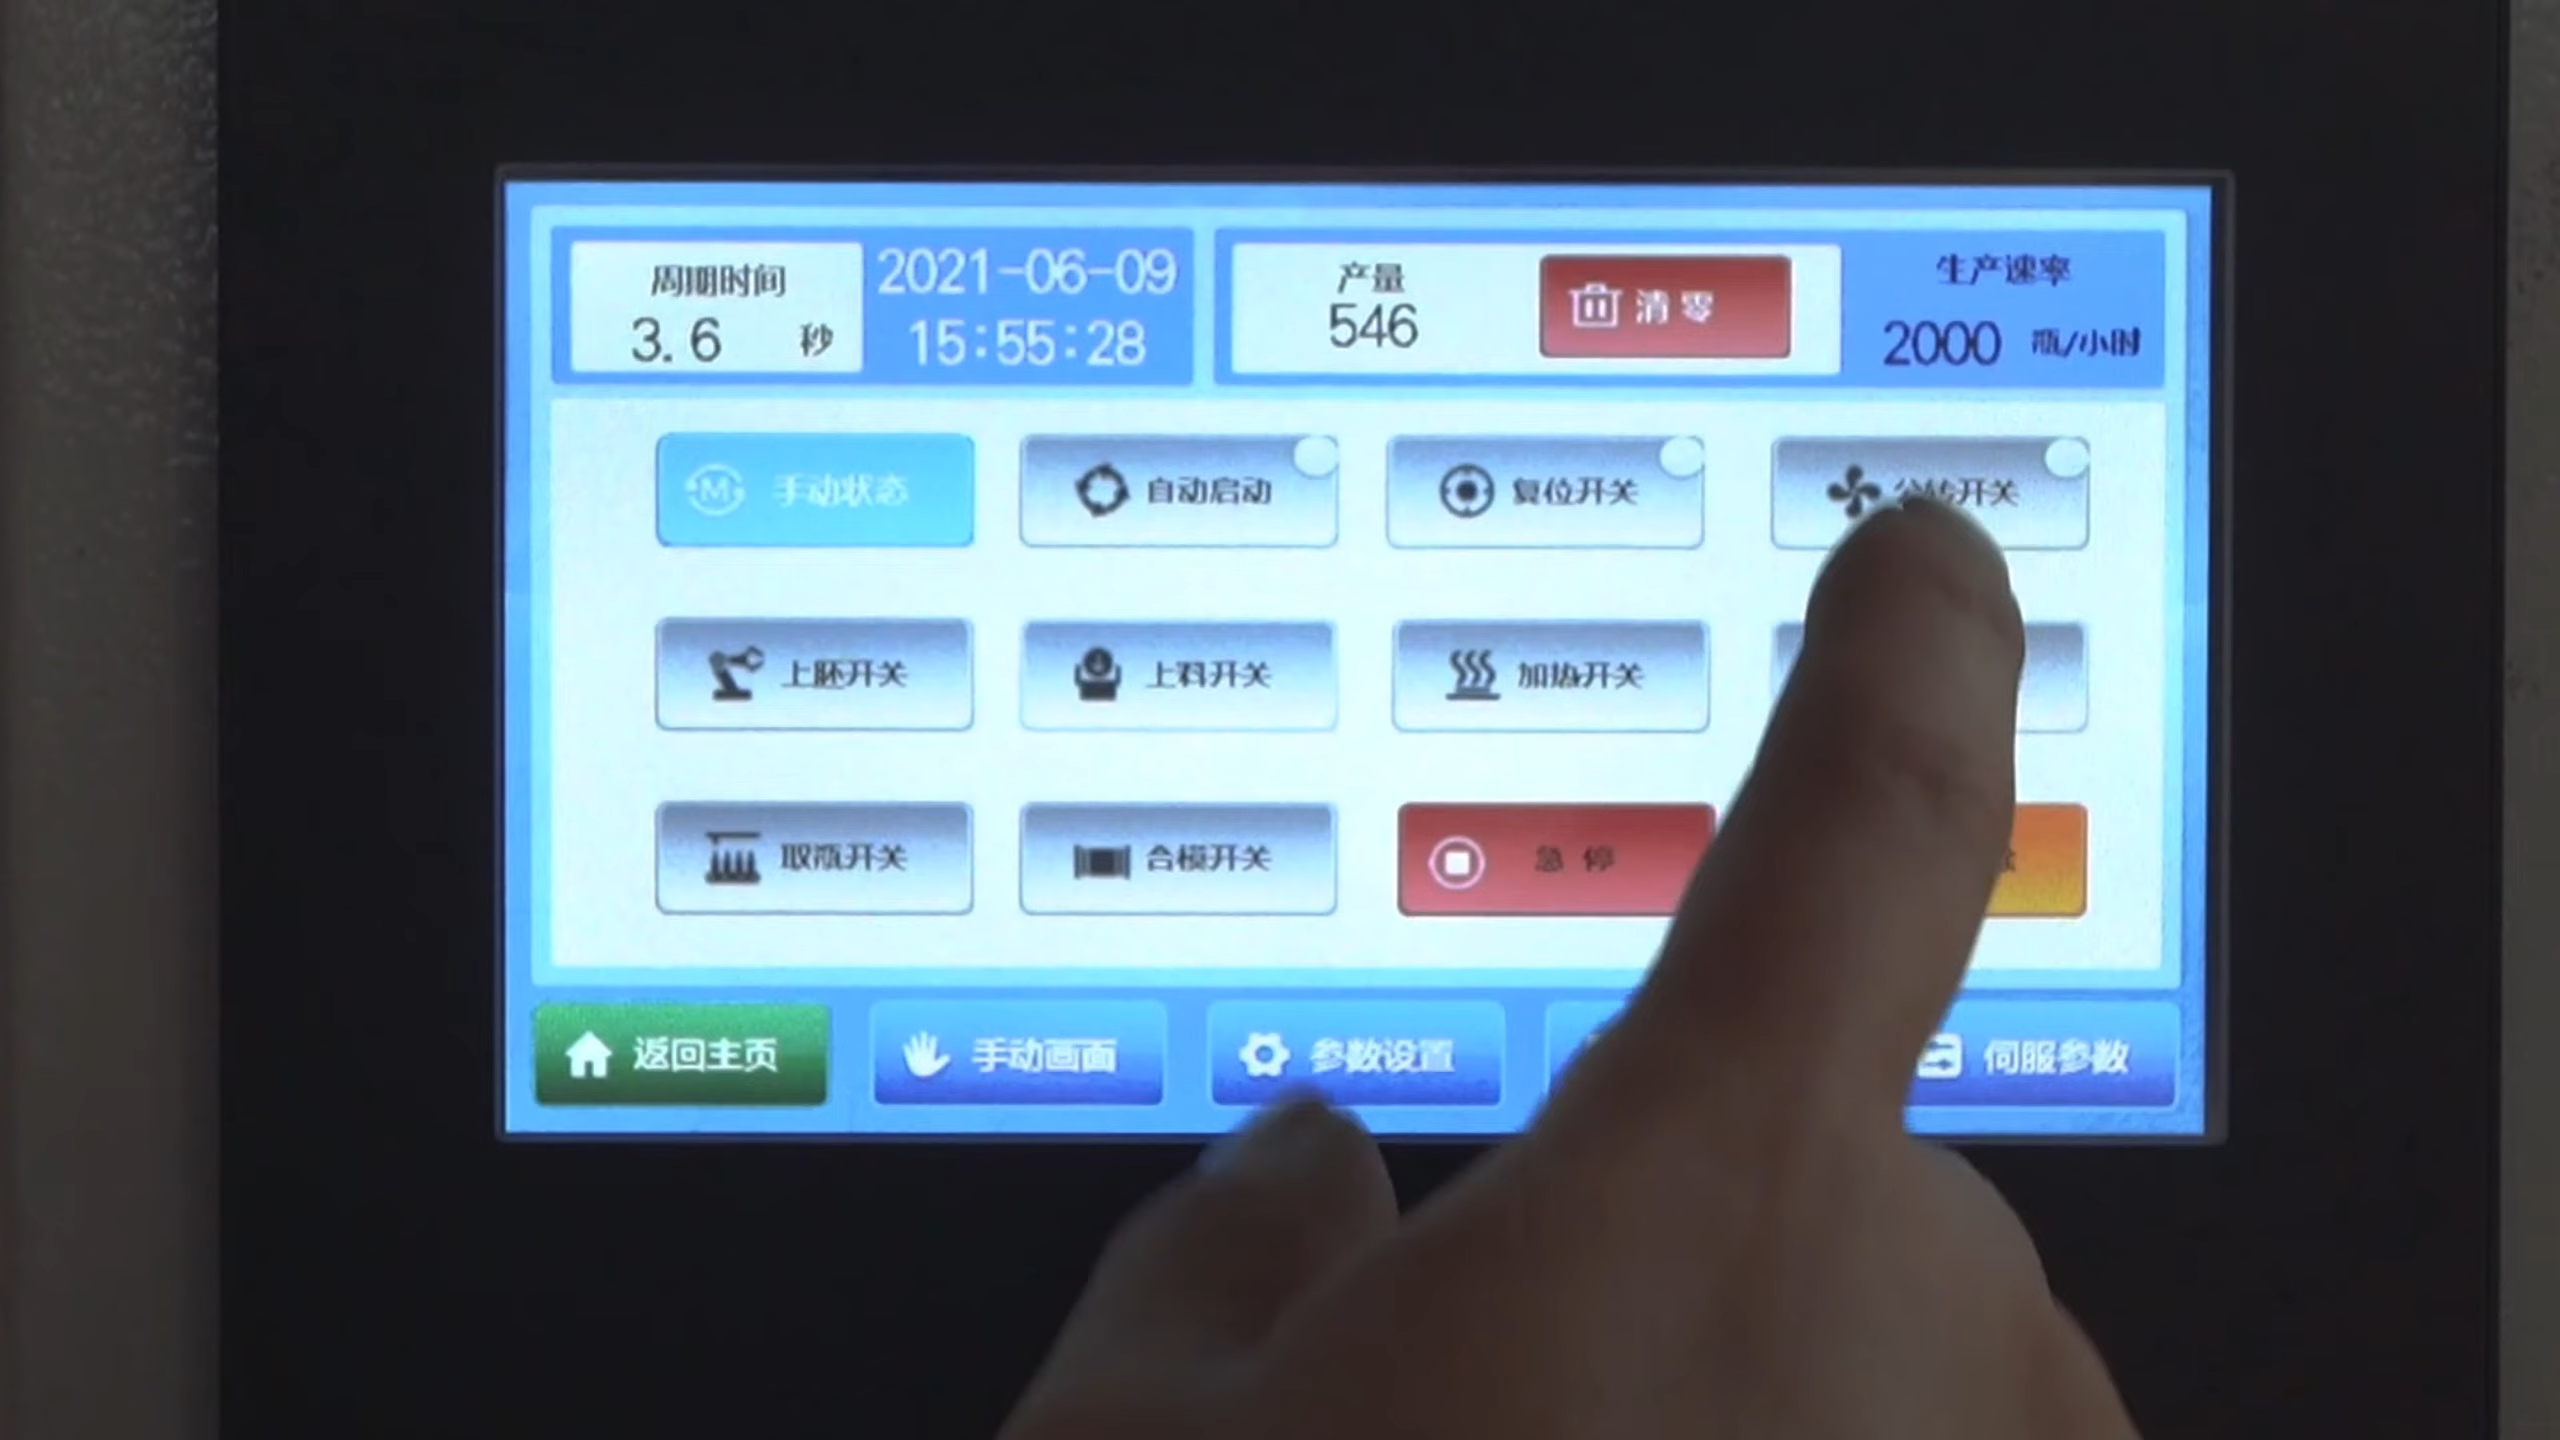 周期时间
3.6 秒
2021-06-09
15:55:28
产量
546
清零
生产速率
2000 瓶/小时
M 手动状态
自动启动
复位开关
公转开关
上胚开关
上料开关
加热开关
取瓶开关
合模开关
急停
返回主页
手动画面
参数设置
伺服参数